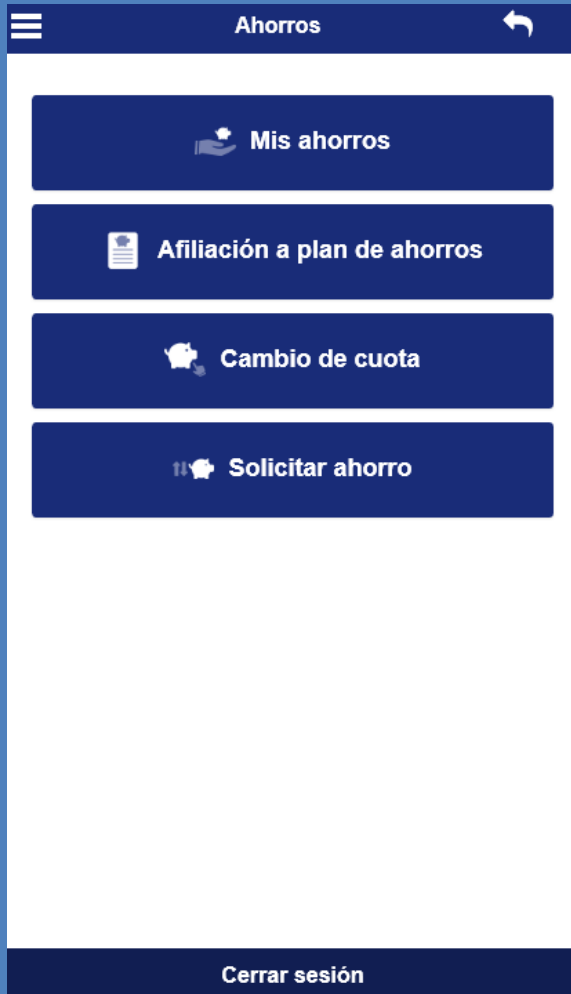 Ahorros
Mis ahorros
Afiliación a plan de ahorros
Cambio de cuota
Solicitar ahorro
Cerrar sesión